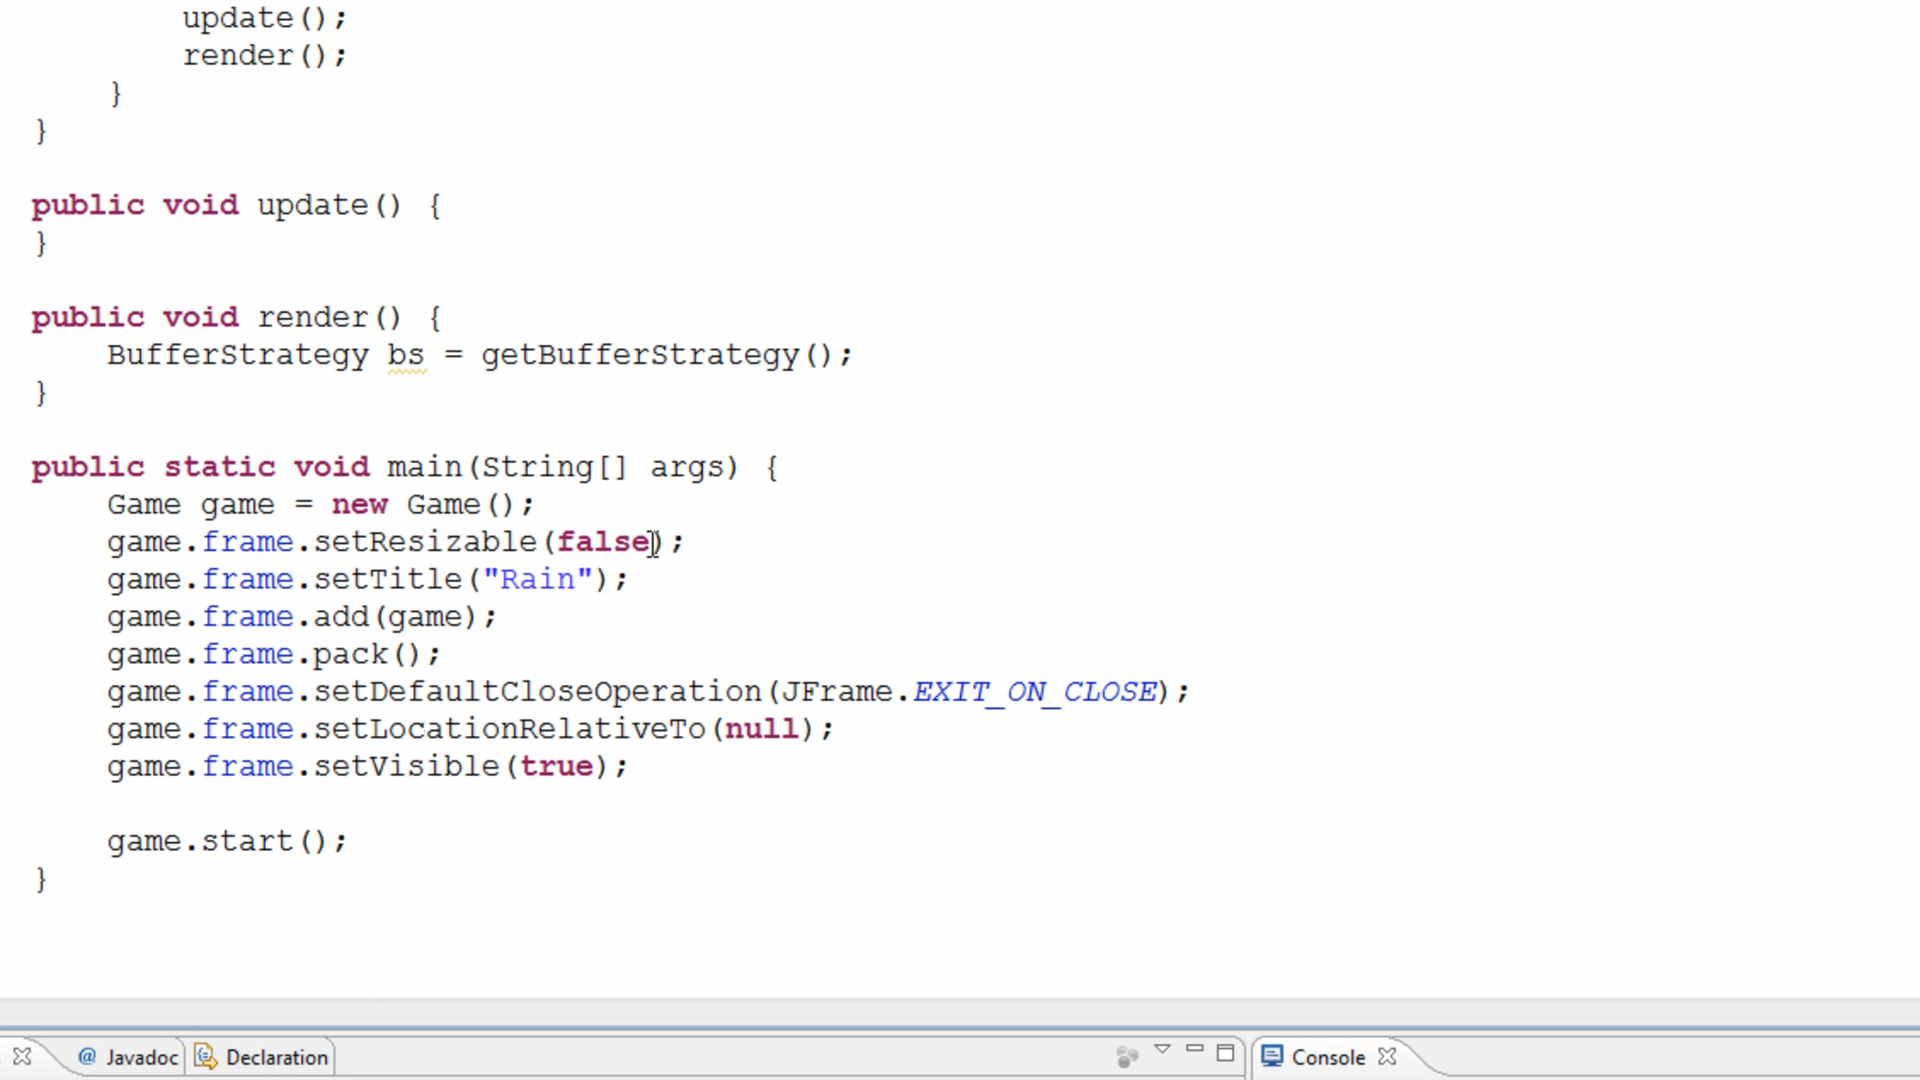 update();
render();
}
}
public void update() {
}
public void render() {
BufferStrategy bs = getBufferStrategy();
}
public static void main(String[] args) {
Game game = new Game();
game.frame.setResizable(false);
game.frame.setTitle("Rain");
game.frame.add(game);
game.frame.pack();
game.frame.setDefaultCloseOperation(JFrame.EXIT_ON_CLOSE);
game.frame.setLocationRelativeTo(null);
game.frame.setVisible(true);
game.start();
}
@ Javadoc Declaration Console